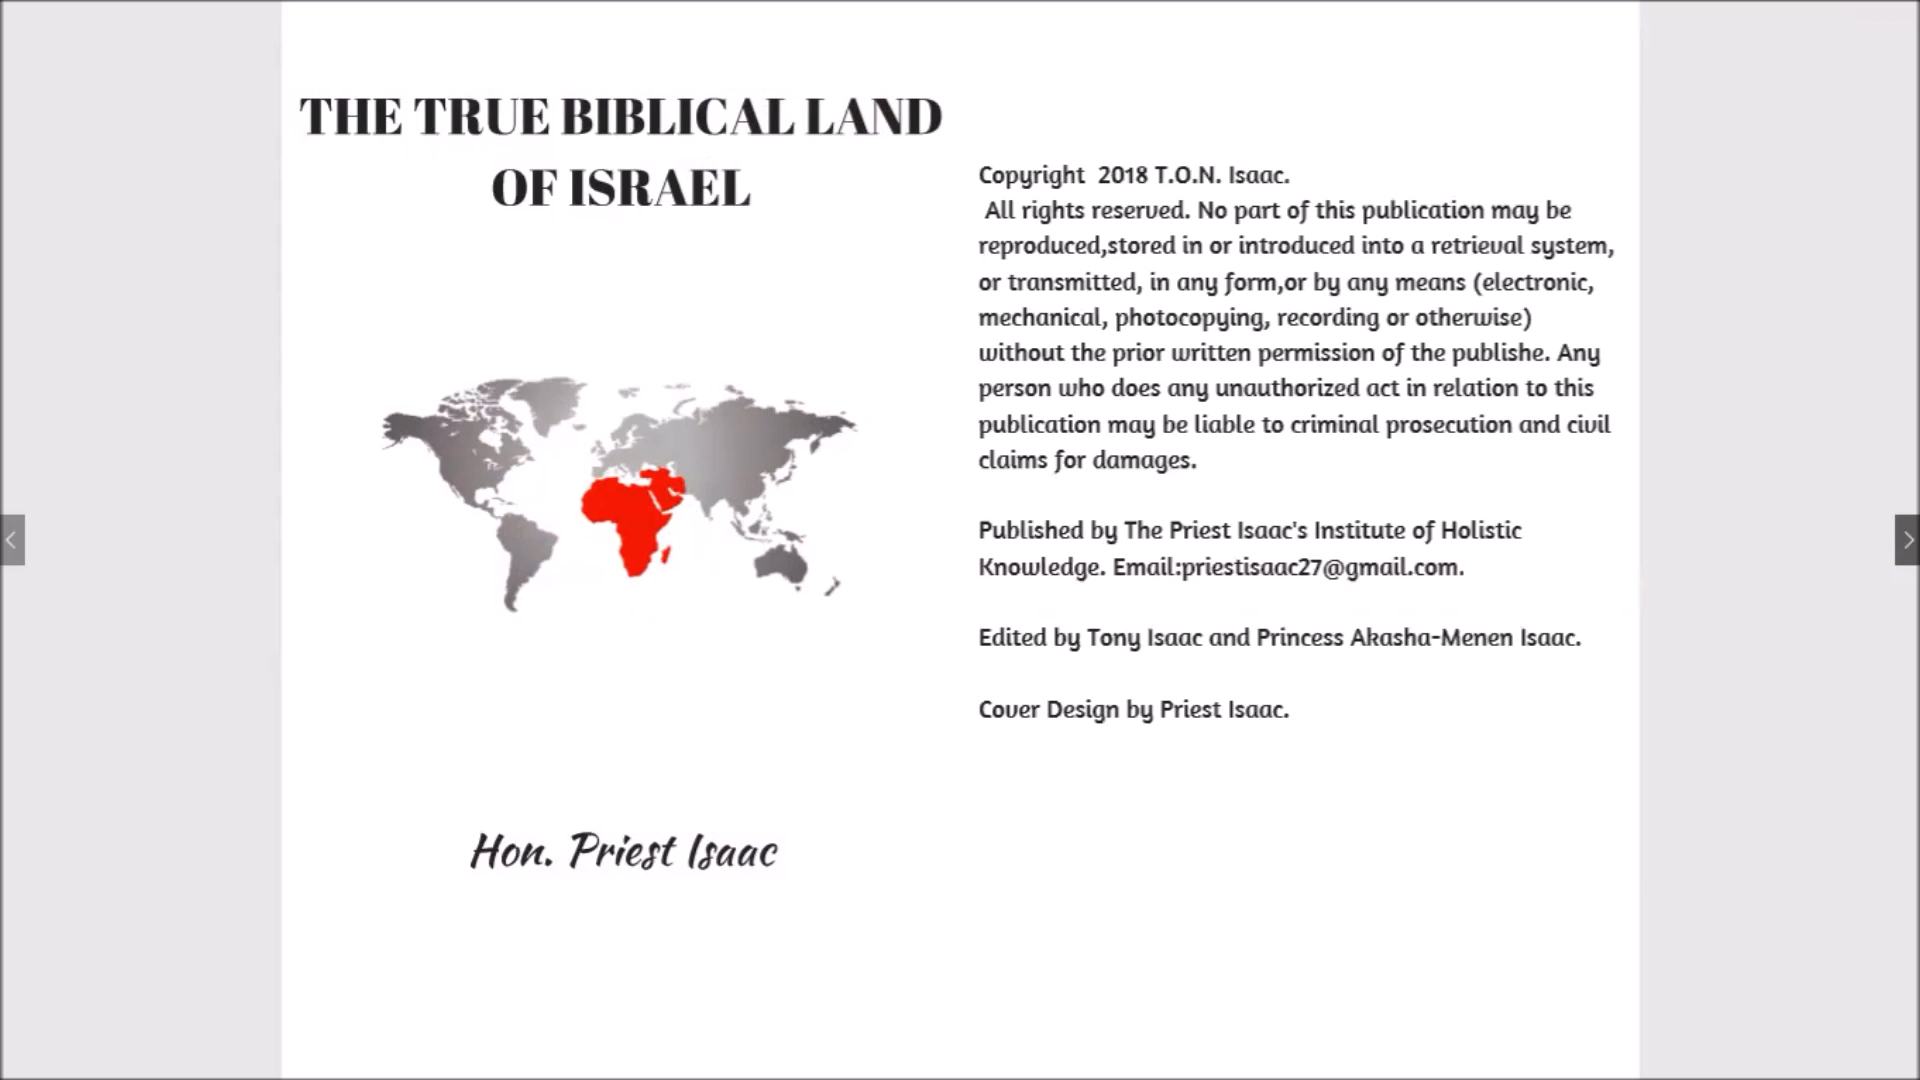 THE TRUE BIBLICAL LAND
OF ISRAEL
Hon. Priest Isaac
Copyright  2018 T.O.N. Isaac.
All rights reserved. No part of this publication may be
reproduced,stored in or introduced into a retrieval system,
or transmitted, in any form,or by any means (electronic,
mechanical, photocopying, recording or otherwise)
without the prior written permission of the publishe. Any
person who does any unauthorized act in relation to this
publication may be liable to criminal prosecution and civil
claims for damages.
Published by The Priest Isaac's Institute of Holistic
Knowledge. Email:priestisaac27@gmail.com.
Edited by Tony Isaac and Princess Akasha-Menen Isaac.
Cover Design by Priest Isaac.